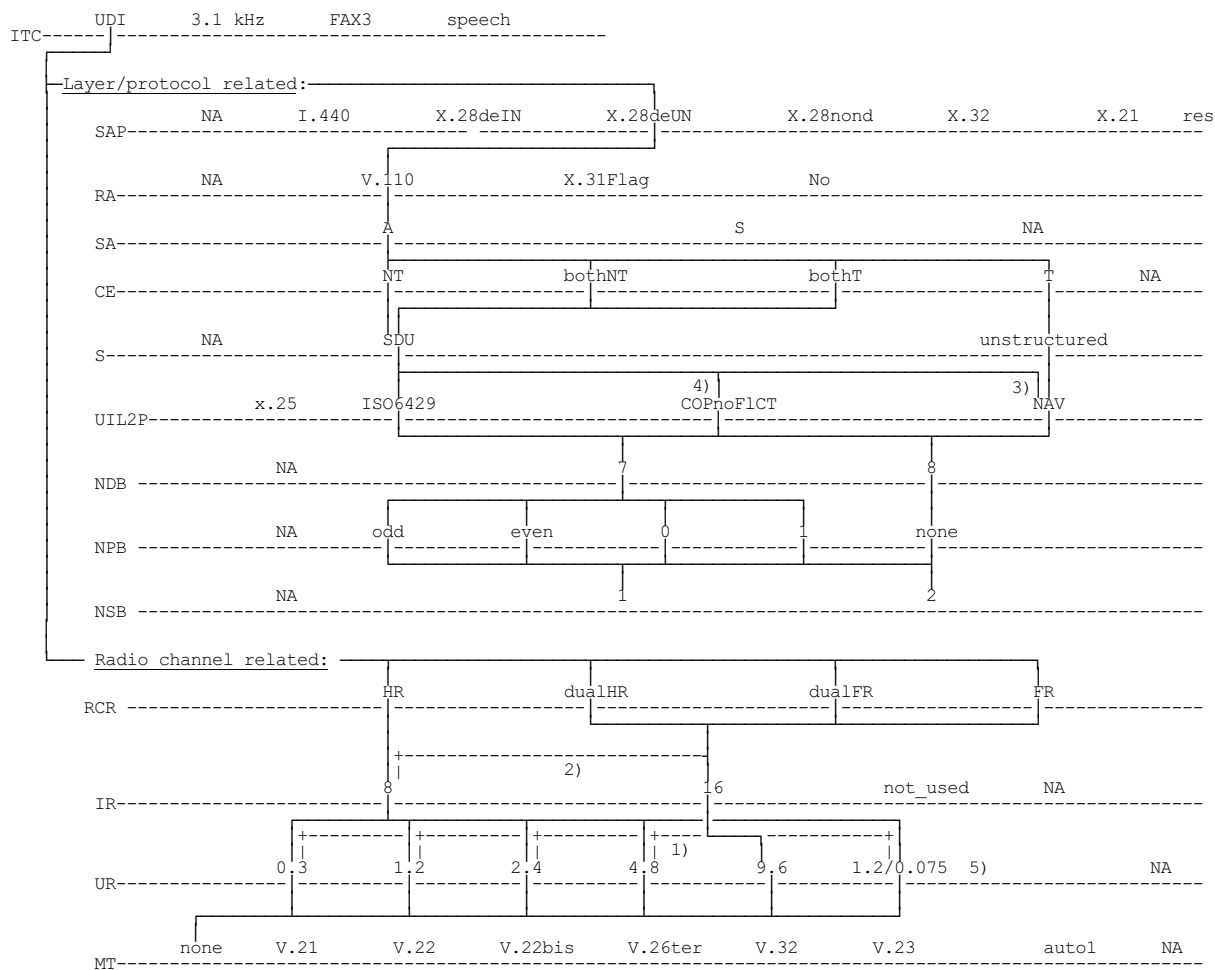 UDI 3.1 kHz FAX3 speech
ITC
Layer/protocol related:
NA I.440 X.28deIN X.28deUN X.28nond X.32 X.21 res
SAP
NA V.110 X.31Flag No
RA
A S NA
SA
NT bothNT bothT T NA
CE
NA SDU unstructured
S
4) 3)
x.25 ISO6429 COPnoFlCT NAV
UIL2P
NA 7 8
NDB
NA odd even 0 1 none
NPB
NA 1 2
NSB
Radio channel related:
HR dualHR dualFR FR
RCR
2)
8 16 not_used NA
IR
1)
0.3 1.2 2.4 4.8 9.6 1.2/0.075 5) NA
UR
none V.21 V.22 V.22bis V.26ter V.32 V.23 auto1 NA
MT